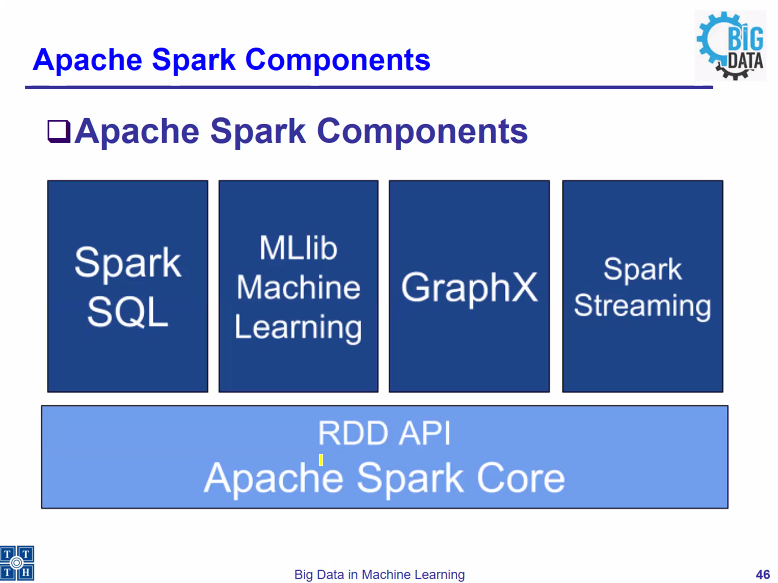 Apache Spark Components
BIG
DATA
Apache Spark Components
Spark
SQL
MLlib
Machine
Learning
GraphX
Spark
Streaming
RDD API
Apache Spark Core
T T
T H
Big Data in Machine Learning
46